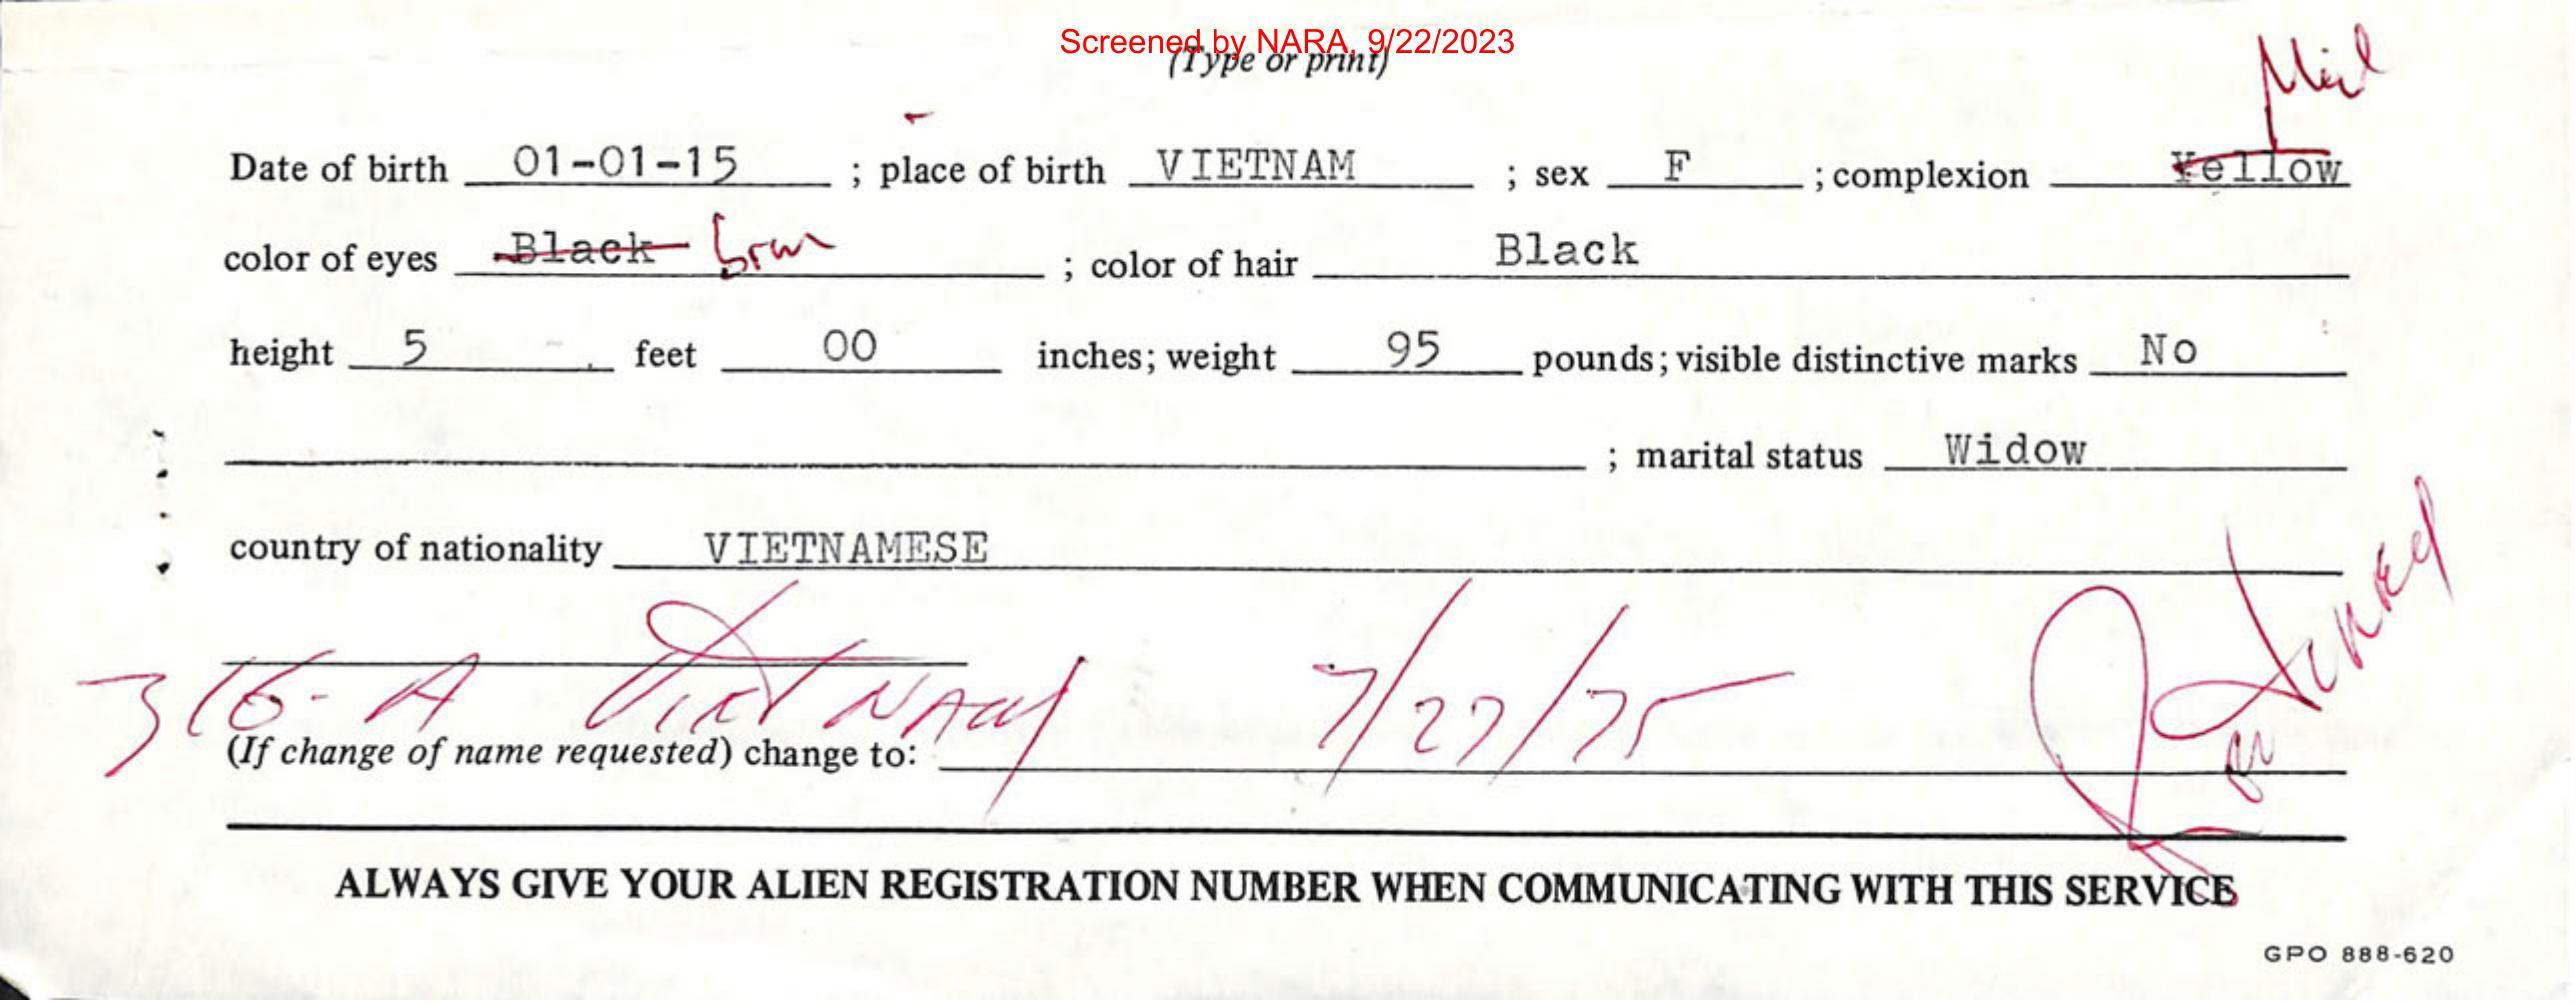 Screened by NARA, 9/22/2023
(Type or print)
Date of birth 01-01-15 ; place of birth VIETNAM ; sex F ; complexion Yellow
color of eyes Black brn ; color of hair Black
height 5 feet 00 inches; weight 95 pounds; visible distinctive marks No
; marital status Widow
country of nationality VIETNAMESE
316-A VietNam 7/27/75
(If change of name requested) change to:
ALWAYS GIVE YOUR ALIEN REGISTRATION NUMBER WHEN COMMUNICATING WITH THIS SERVICE
GPO 888-620